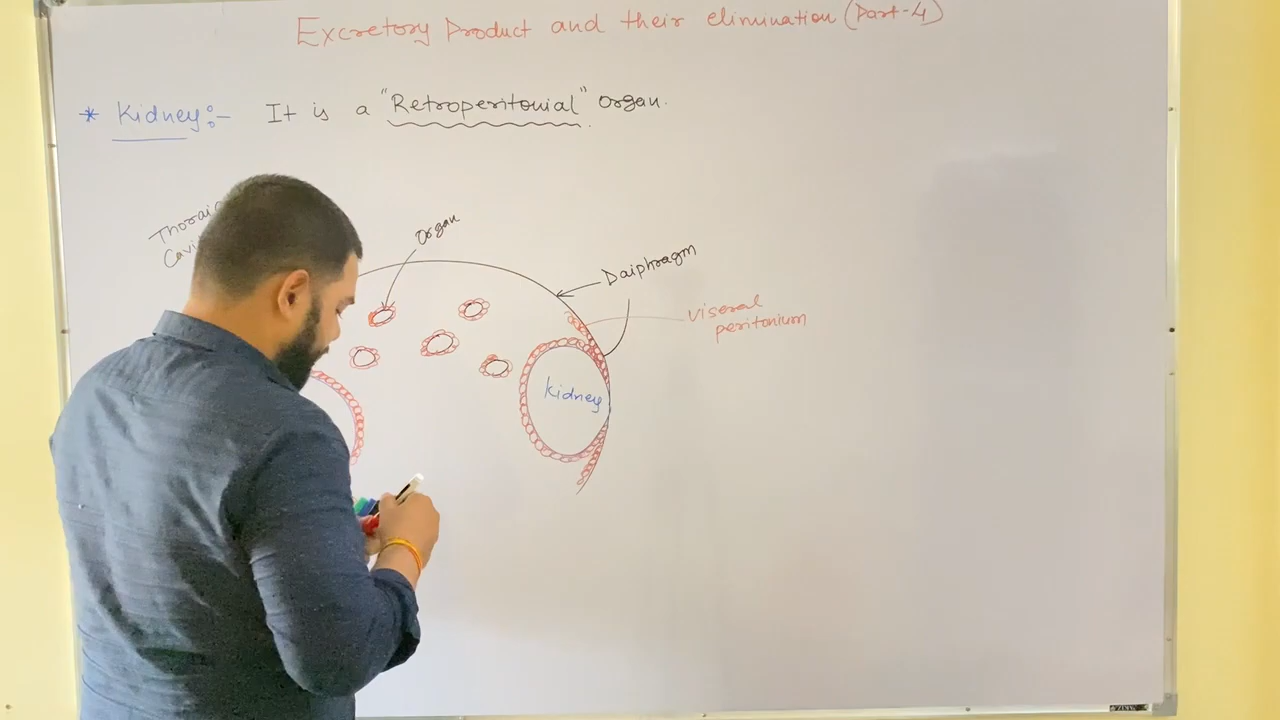 Excretory Product and their elimination (Part-4)
* Kidney:- It is a "Retroperitonial" organ.
Organ
Daiphragm
viseral
peritonium
kidney